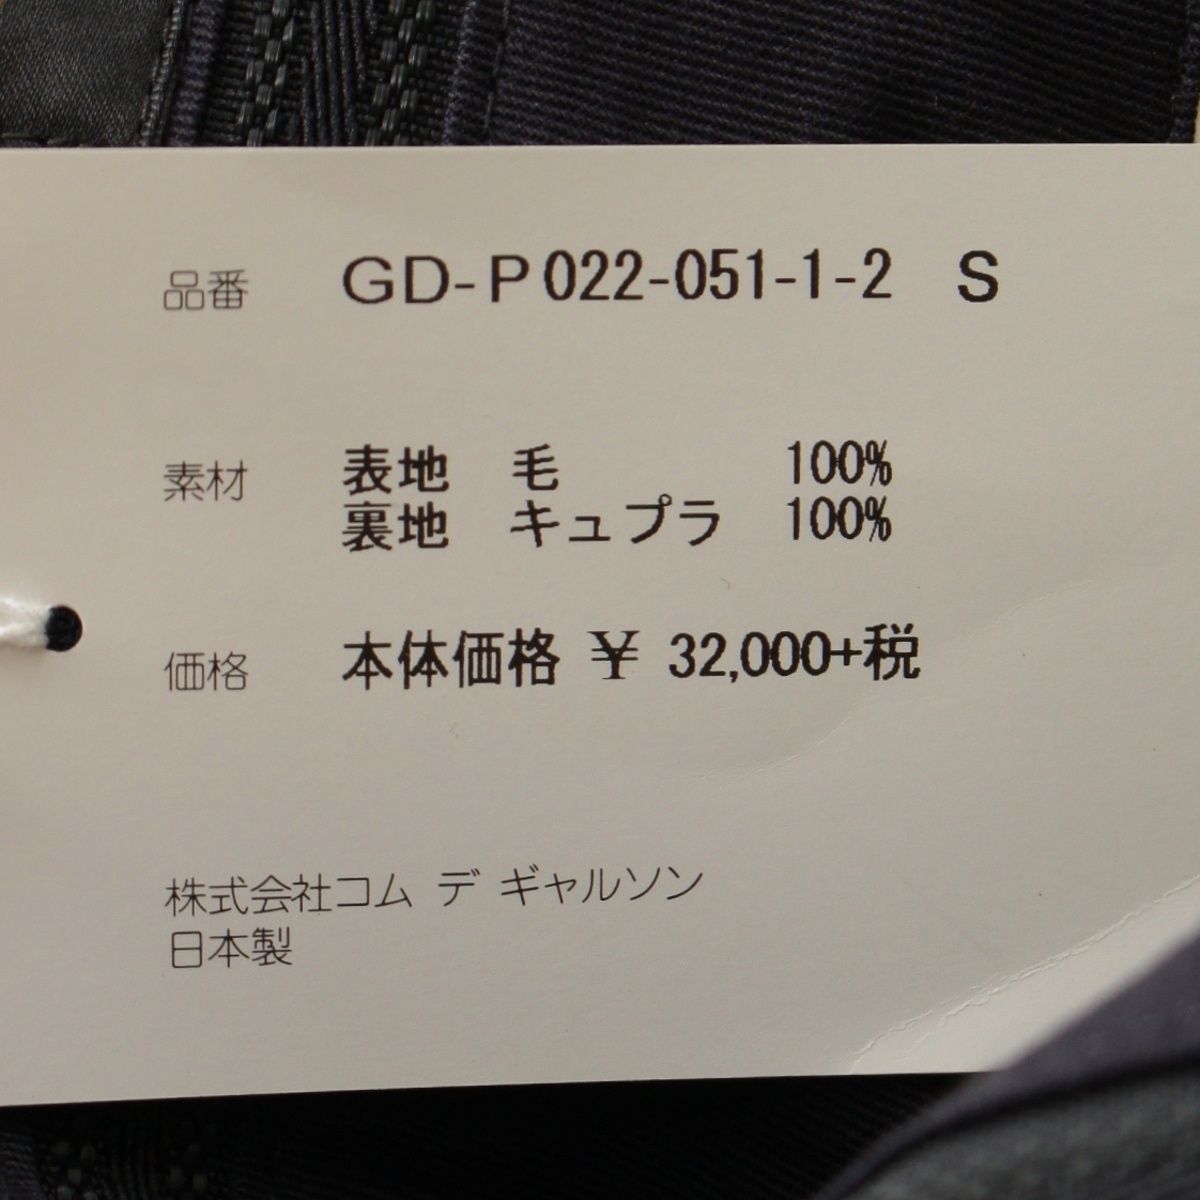 品番 GD-P022-051-1-2 S
素材 表地 毛 100%
裏地 キュプラ 100%
価格 本体価格 ¥ 32,000+税
株式会社コム デ ギャルソン
日本製